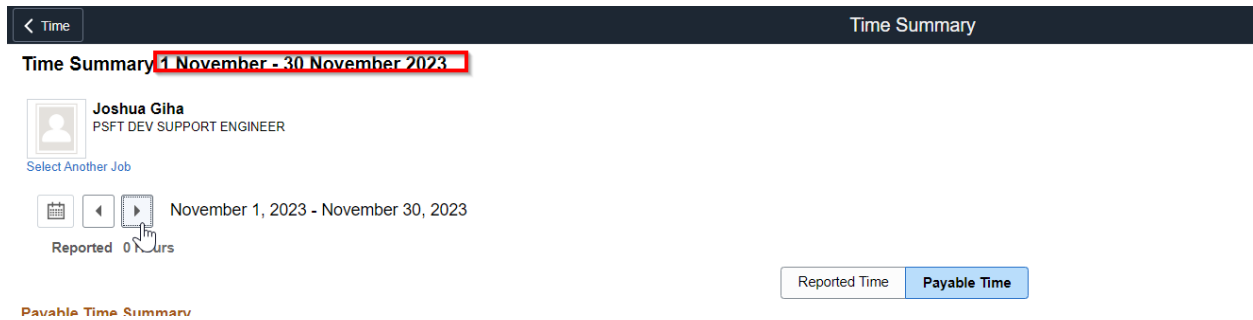 Time
Time Summary
Time Summary 1 November - 30 November 2023
Joshua Giha
PSFT DEV SUPPORT ENGINEER
Select Another Job
November 1, 2023 - November 30, 2023
Reported 0
Reported Time
Payable Time
Payable Time Summary